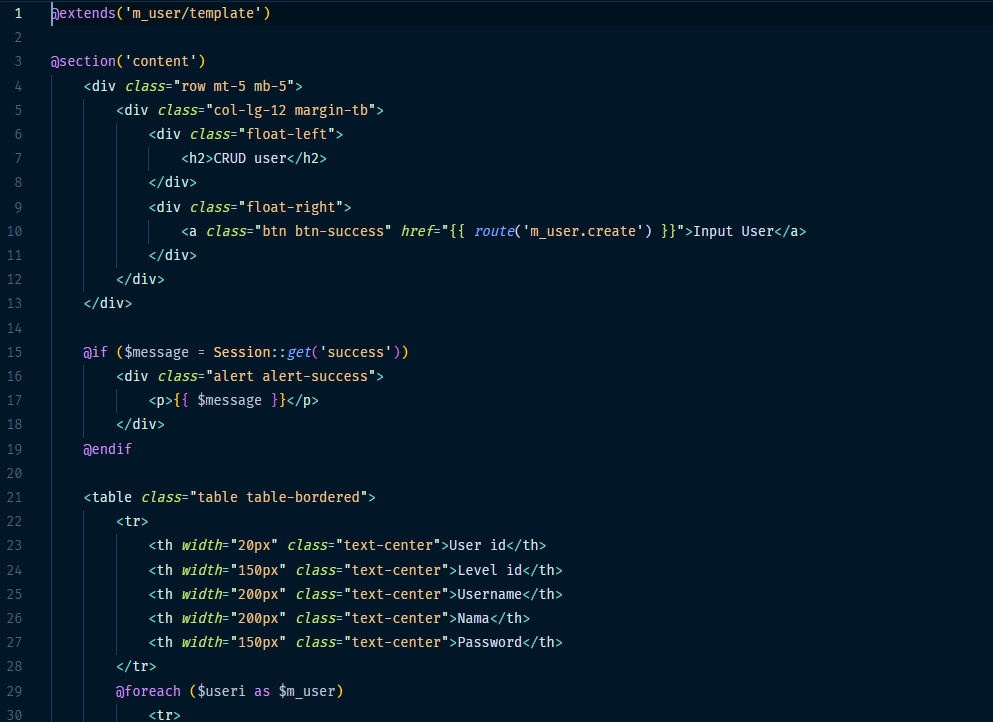 1 @extends('m_user/template')
2
3 @section('content')
4     <div class="row mt-5 mb-5">
5         <div class="col-lg-12 margin-tb">
6             <div class="float-left">
7                 <h2>CRUD user</h2>
8             </div>
9             <div class="float-right">
10                 <a class="btn btn-success" href="{{ route('m_user.create') }}">Input User</a>
11             </div>
12         </div>
13     </div>
14
15     @if ($message = Session::get('success'))
16         <div class="alert alert-success">
17             <p>{{ $message }}</p>
18         </div>
19     @endif
20
21     <table class="table table-bordered">
22         <tr>
23             <th width="20px" class="text-center">User id</th>
24             <th width="150px" class="text-center">Level id</th>
25             <th width="200px" class="text-center">Username</th>
26             <th width="200px" class="text-center">Nama</th>
27             <th width="150px" class="text-center">Password</th>
28         </tr>
29         @foreach ($useri as $m_user)
30             <tr>